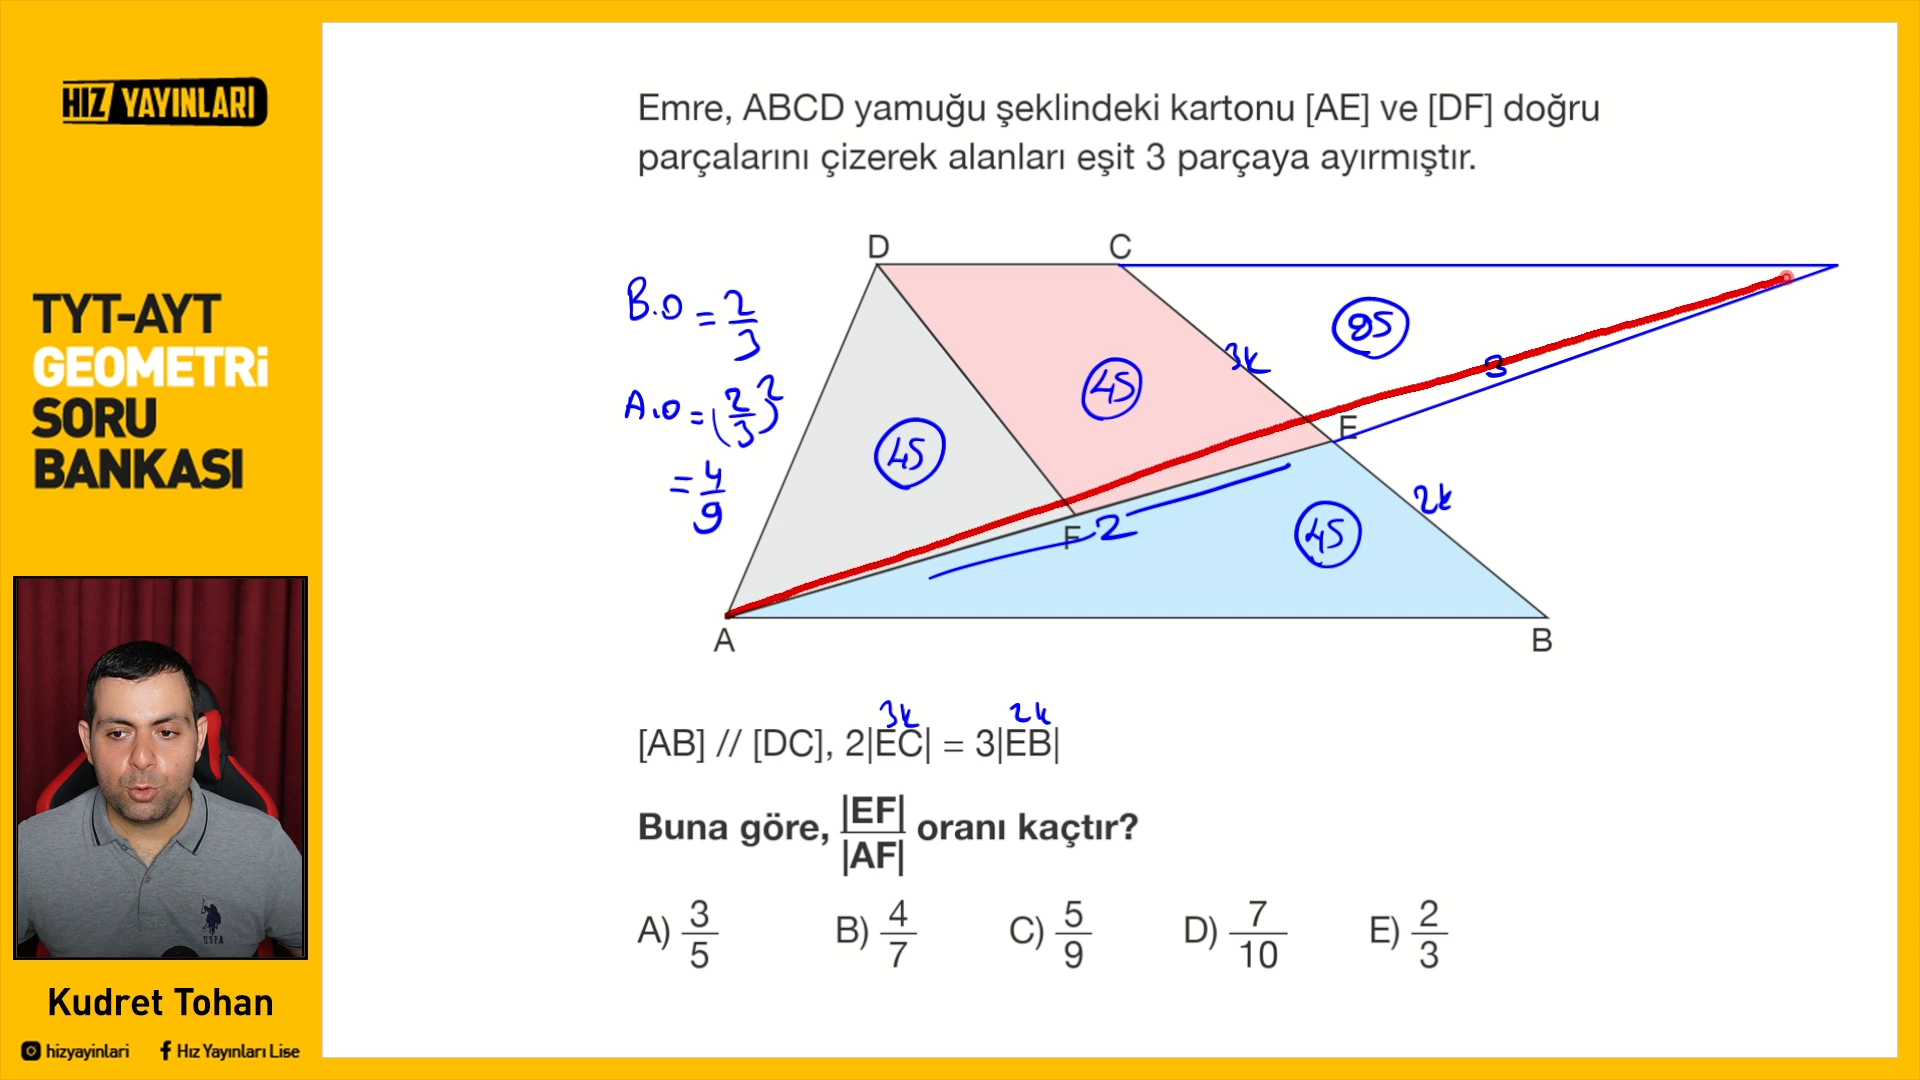 HIZ YAYINLARI
TYT-AYT
GEOMETRİ
SORU
BANKASI
Kudret Tohan
hizyayinlari
Hız Yayınları Lise
Emre, ABCD yamuğu şeklindeki kartonu [AE] ve [DF] doğru
parçalarını çizerek alanları eşit 3 parçaya ayırmıştır.
D C
B.O = 2/3
A.O = (2/3)²
= 4/9
45
45
3k
3
E
2k
45
F
2
A B
3k 2k
[AB] // [DC], 2|EC| = 3|EB|
Buna göre, |EF|/|AF| oranı kaçtır?
A) 3/5 B) 4/7 C) 5/9 D) 7/10 E) 2/3